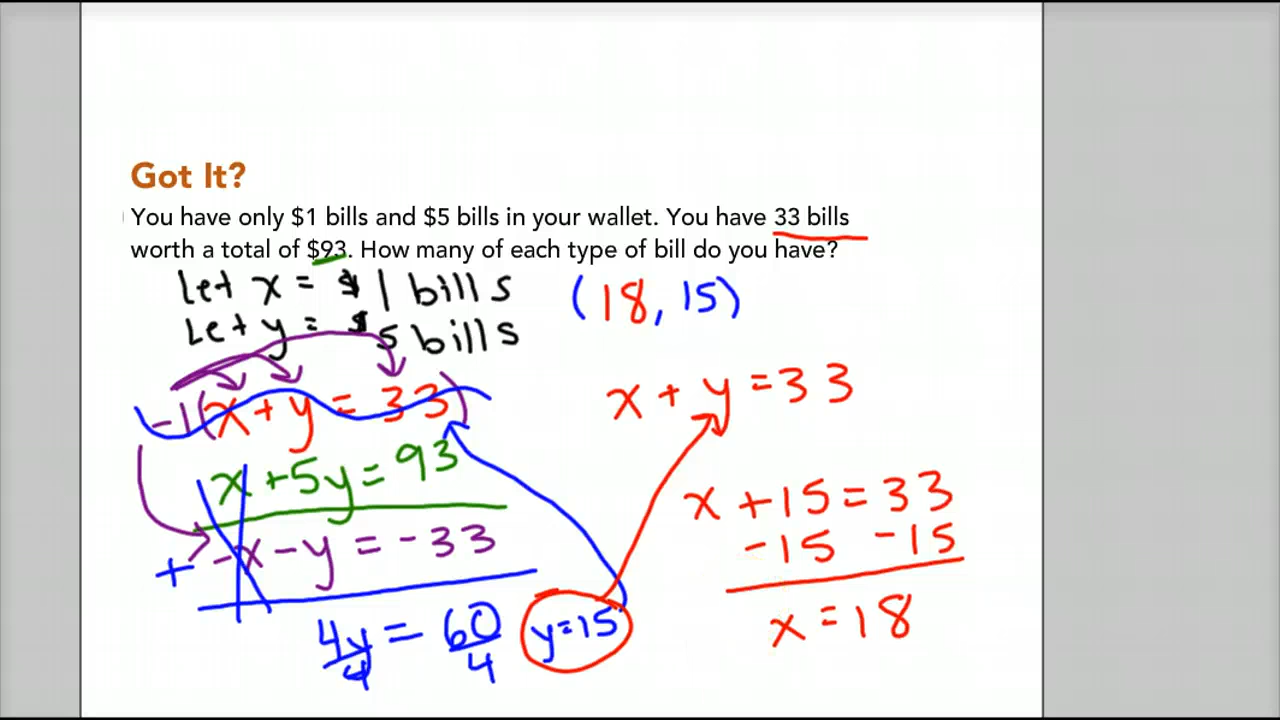 Got It?
You have only $1 bills and $5 bills in your wallet. You have 33 bills
worth a total of $93. How many of each type of bill do you have?
let x = $1 bills
Let y = $5 bills
(18, 15)
-1(x + y = 33)
x + 5y = 93
+ -x - y = -33
4y/4 = 60/4
y=15
x + y = 33
x + 15 = 33
-15 -15
x = 18